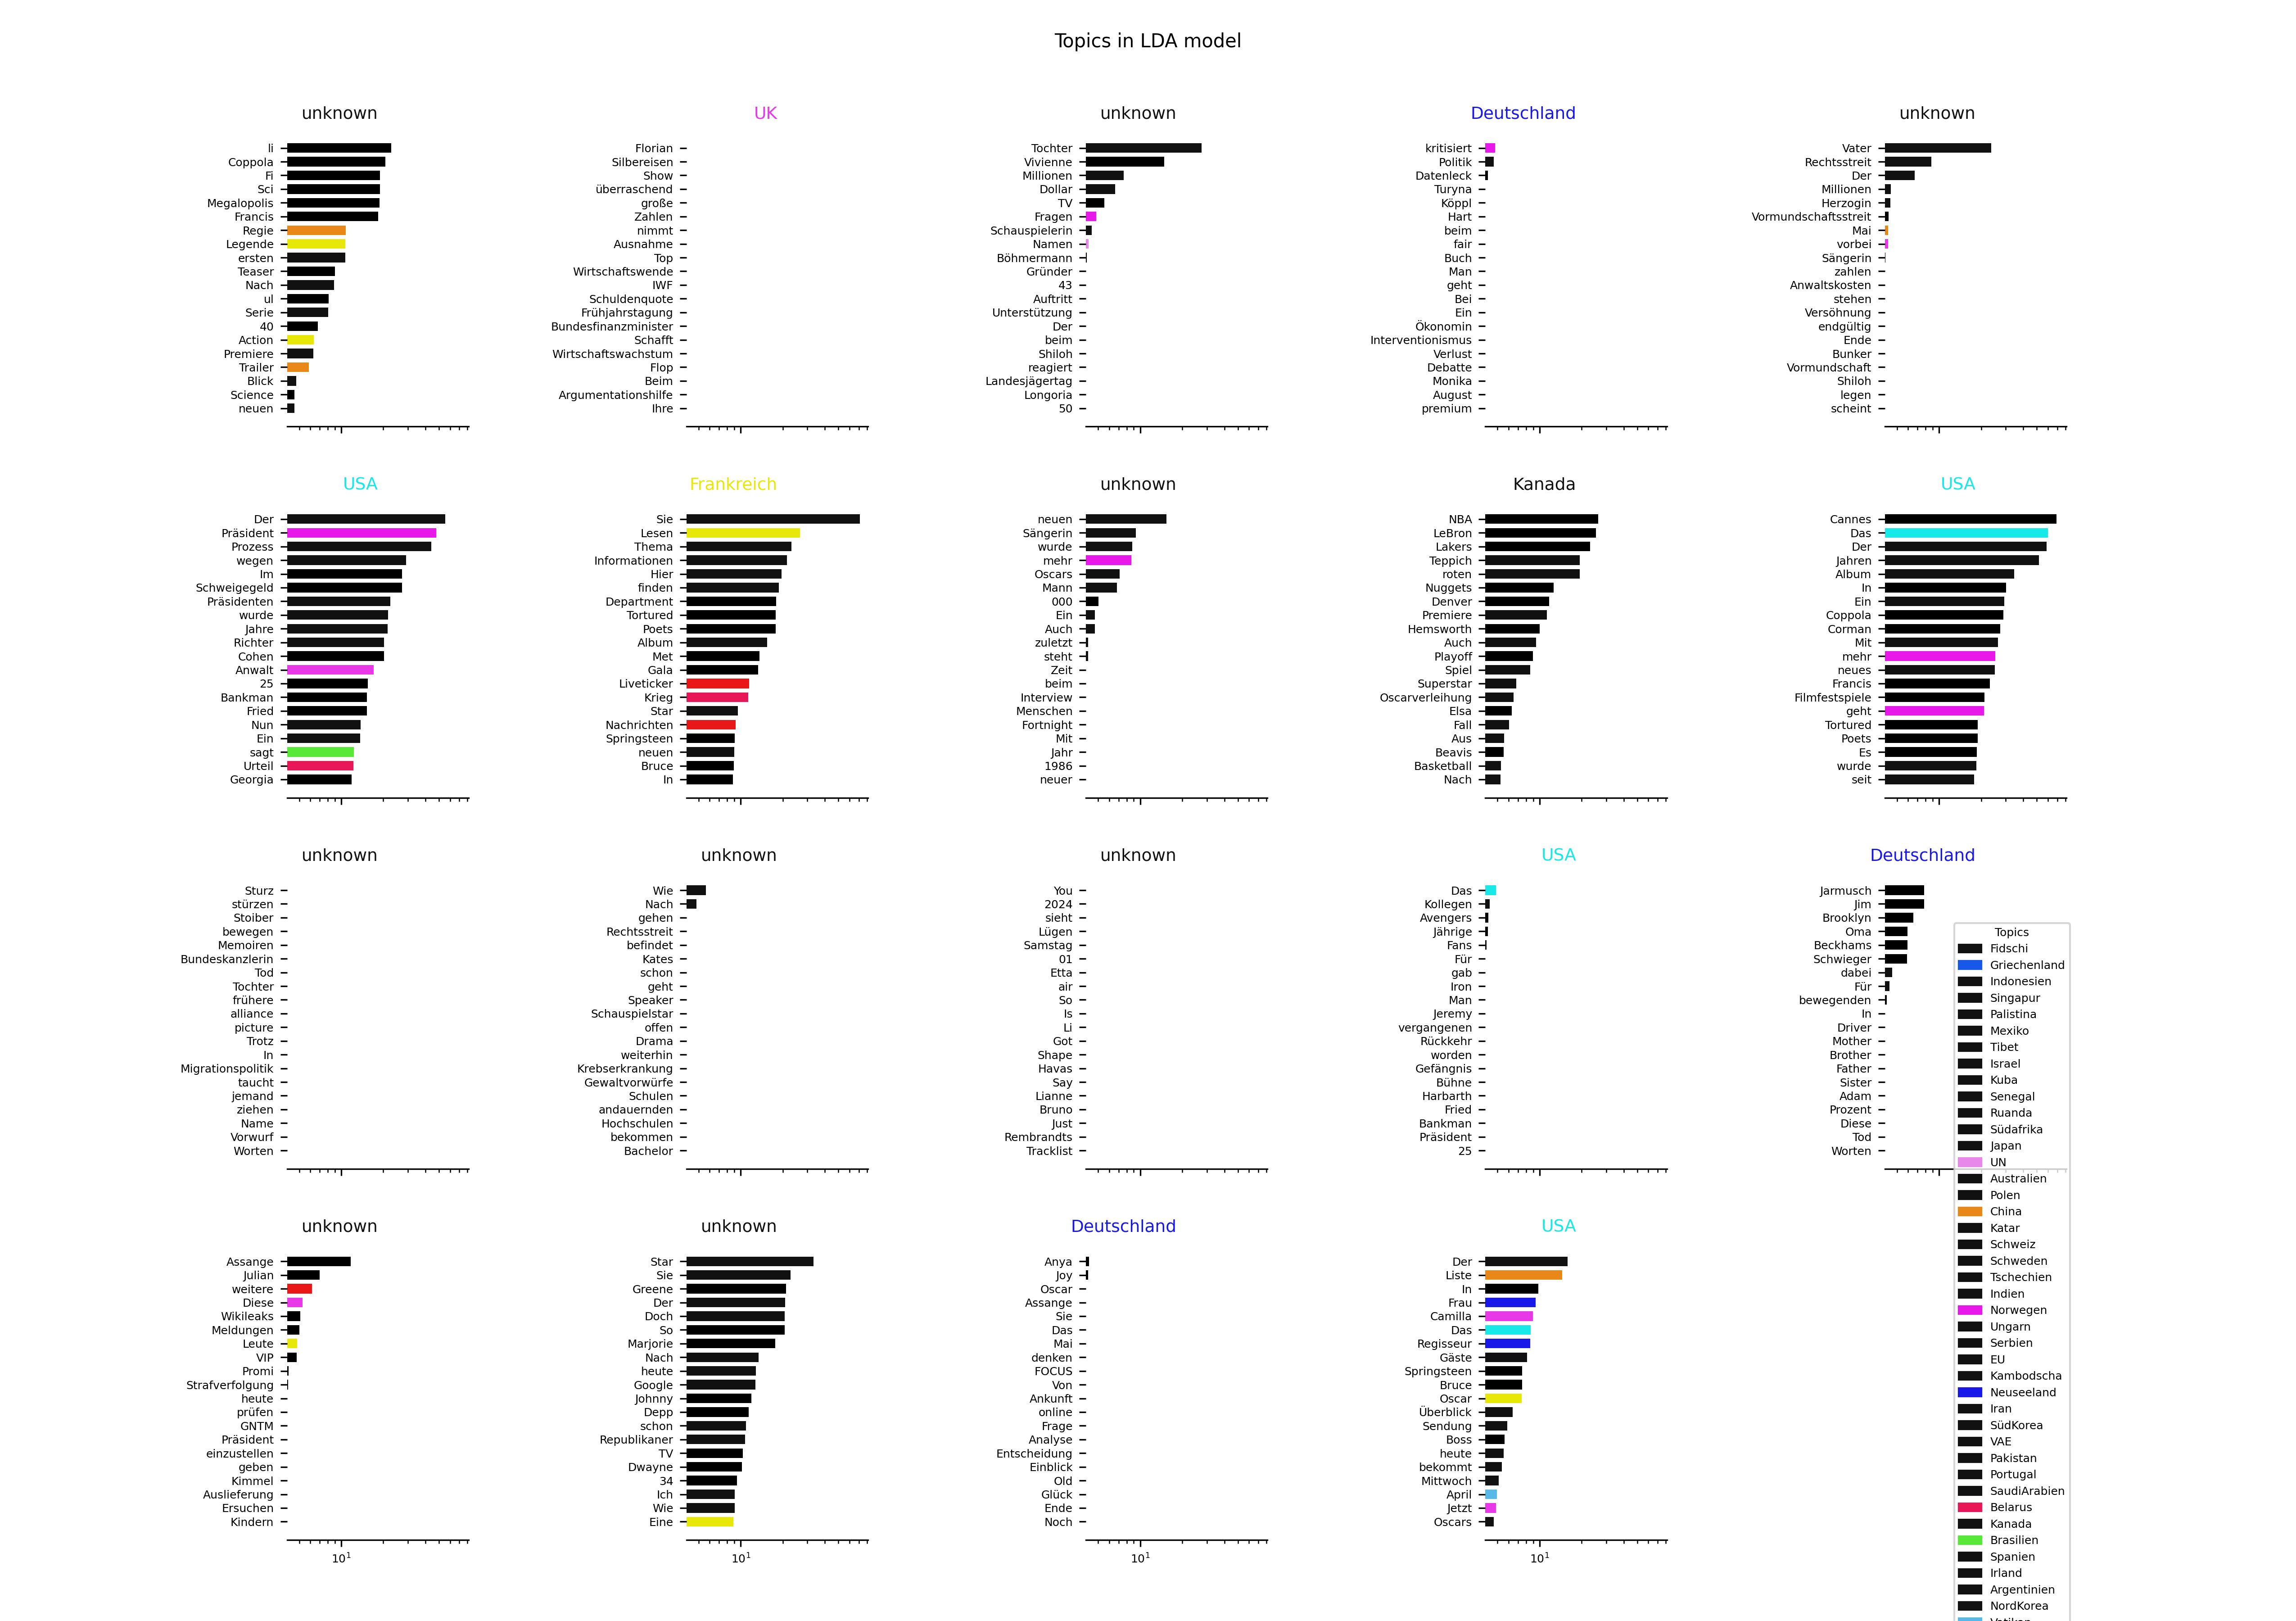 Topics in LDA model
unknown
li
Coppola
Fi
Sci
Megalopolis
Francis
Regie
Legende
ersten
Teaser
Nach
ul
Serie
40
Action
Premiere
Trailer
Blick
Science
neuen
UK
Florian
Silbereisen
Show
überraschend
große
Zahlen
nimmt
Ausnahme
Top
Wirtschaftswende
IWF
Schuldenquote
Frühjahrstagung
Bundesfinanzminister
Schafft
Wirtschaftswachstum
Flop
Beim
Argumentationshilfe
Ihre
unknown
Tochter
Vivienne
Millionen
Dollar
TV
Fragen
Schauspielerin
Namen
Böhmermann
Gründer
43
Auftritt
Unterstützung
Der
beim
Shiloh
reagiert
Landesjägertag
Longoria
50
Deutschland
kritisiert
Politik
Datenleck
Turyna
Köppl
Hart
beim
fair
Buch
Man
geht
Bei
Ein
Ökonomin
Interventionismus
Verlust
Debatte
Monika
August
premium
unknown
Vater
Rechtsstreit
Der
Millionen
Herzogin
Vormundschaftsstreit
Mai
vorbei
Sängerin
zahlen
Anwaltskosten
stehen
Versöhnung
endgültig
Ende
Bunker
Vormundschaft
Shiloh
legen
scheint
USA
Der
Präsident
Prozess
wegen
Im
Schweigegeld
Präsidenten
wurde
Jahre
Richter
Cohen
Anwalt
25
Bankman
Fried
Nun
Ein
sagt
Urteil
Georgia
Frankreich
Sie
Lesen
Thema
Informationen
Hier
finden
Department
Tortured
Poets
Album
Met
Gala
Liveticker
Krieg
Star
Nachrichten
Springsteen
neuen
Bruce
In
unknown
neuen
Sängerin
wurde
mehr
Oscars
Mann
000
Ein
Auch
zuletzt
steht
Zeit
beim
Interview
Menschen
Fortnight
Mit
Jahr
1986
neuer
Kanada
NBA
LeBron
Lakers
Teppich
roten
Nuggets
Denver
Premiere
Hemsworth
Auch
Playoff
Spiel
Superstar
Oscarverleihung
Elsa
Fall
Aus
Beavis
Basketball
Nach
USA
Cannes
Das
Der
Jahren
Album
In
Ein
Coppola
Corman
Mit
mehr
neues
Francis
Filmfestspiele
geht
Tortured
Poets
Es
wurde
seit
unknown
Sturz
stürzen
Stoiber
bewegen
Memoiren
Bundeskanzlerin
Tod
Tochter
frühere
alliance
picture
Trotz
In
Migrationspolitik
taucht
jemand
ziehen
Name
Vorwurf
Worten
unknown
Wie
Nach
gehen
Rechtsstreit
befindet
Kates
schon
geht
Speaker
Schauspielstar
offen
Drama
weiterhin
Krebserkrankung
Gewaltvorwürfe
Schulen
andauernden
Hochschulen
bekommen
Bachelor
unknown
You
2024
sieht
Lügen
Samstag
01
Etta
air
So
Is
Li
Got
Shape
Havas
Say
Lianne
Bruno
Just
Rembrandts
Tracklist
USA
Das
Kollegen
Avengers
Jährige
Fans
Für
gab
Iron
Man
Jeremy
vergangenen
Rückkehr
worden
Gefängnis
Bühne
Harbarth
Fried
Bankman
Präsident
25
Deutschland
Jarmusch
Jim
Brooklyn
Oma
Beckhams
Schwieger
dabei
Für
bewegenden
In
Driver
Mother
Brother
Father
Sister
Adam
Prozent
Diese
Tod
Worten
unknown
Assange
Julian
weitere
Diese
Wikileaks
Meldungen
Leute
VIP
Promi
Strafverfolgung
heute
prüfen
GNTM
Präsident
einzustellen
geben
Kimmel
Auslieferung
Ersuchen
Kindern
10¹
unknown
Star
Sie
Greene
Der
Doch
So
Marjorie
Nach
heute
Google
Johnny
Depp
schon
Republikaner
TV
Dwayne
34
Ich
Wie
Eine
10¹
Deutschland
Anya
Joy
Oscar
Assange
Sie
Das
Mai
denken
FOCUS
Von
Ankunft
online
Frage
Analyse
Entscheidung
Einblick
Old
Glück
Ende
Noch
10¹
USA
Der
Liste
In
Frau
Camilla
Das
Regisseur
Gäste
Springsteen
Bruce
Oscar
Überblick
Sendung
Boss
heute
bekommt
Mittwoch
April
Jetzt
Oscars
10¹
Topics
Fidschi
Griechenland
Indonesien
Singapur
Palistina
Mexiko
Tibet
Israel
Kuba
Senegal
Ruanda
Südafrika
Japan
UN
Australien
Polen
China
Katar
Schweiz
Schweden
Tschechien
Indien
Norwegen
Ungarn
Serbien
EU
Kambodscha
Neuseeland
Iran
SüdKorea
VAE
Pakistan
Portugal
SaudiArabien
Belarus
Kanada
Brasilien
Spanien
Irland
Argentinien
NordKorea